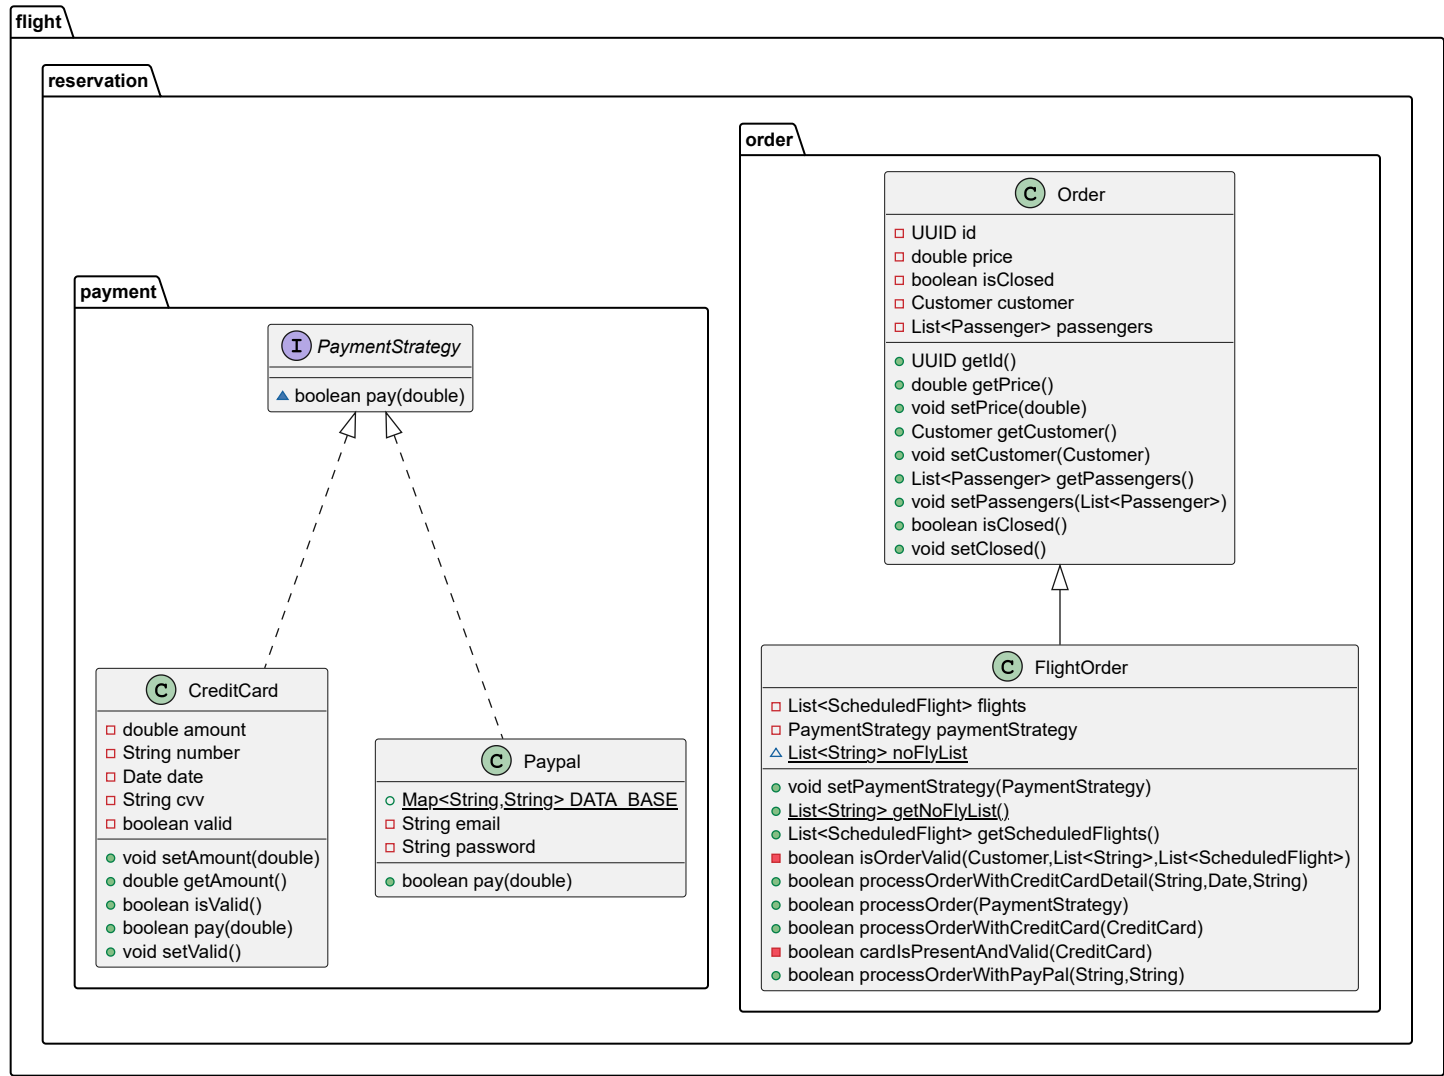 flight
reservation
order
C Order
UUID id
double price
boolean isClosed
Customer customer
List<Passenger> passengers
UUID getId()
double getPrice()
void setPrice(double)
Customer getCustomer()
void setCustomer(Customer)
List<Passenger> getPassengers()
void setPassengers(List<Passenger>)
boolean isClosed()
void setClosed()
payment
I PaymentStrategy
boolean pay(double)
C CreditCard
double amount
String number
Date date
String cvv
boolean valid
void setAmount(double)
double getAmount()
boolean isValid()
boolean pay(double)
void setValid()
C Paypal
Map<String,String> DATA_BASE
String email
String password
boolean pay(double)
C FlightOrder
List<ScheduledFlight> flights
PaymentStrategy paymentStrategy
List<String> noFlyList
void setPaymentStrategy(PaymentStrategy)
List<String> getNoFlyList()
List<ScheduledFlight> getScheduledFlights()
boolean isOrderValid(Customer,List<String>,List<ScheduledFlight>)
boolean processOrderWithCreditCardDetail(String,Date,String)
boolean processOrder(PaymentStrategy)
boolean processOrderWithCreditCard(CreditCard)
boolean cardIsPresentAndValid(CreditCard)
boolean processOrderWithPayPal(String,String)